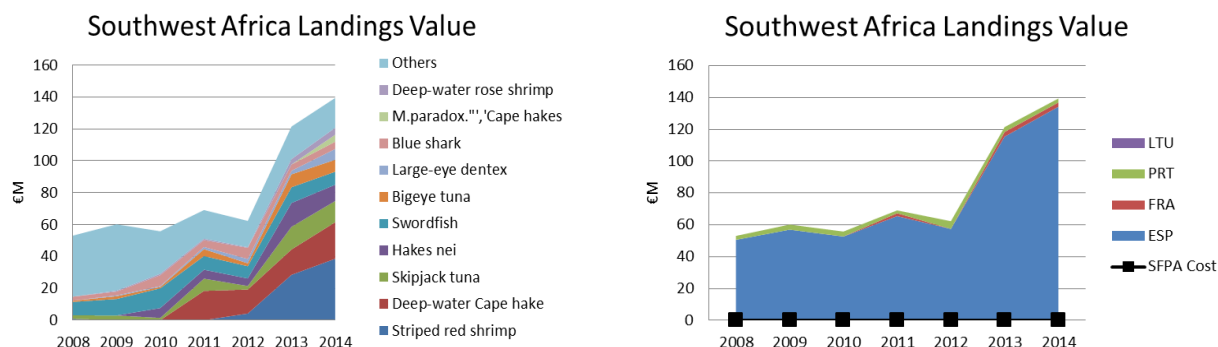 Southwest Africa Landings Value
160
140
120
100
80
60
40
20
0
€M
2008 2009 2010 2011 2012 2013 2014
Others
Deep-water rose shrimp
M.paradox."','Cape hakes
Blue shark
Large-eye dentex
Bigeye tuna
Swordfish
Hakes nei
Skipjack tuna
Deep-water Cape hake
Striped red shrimp
Southwest Africa Landings Value
160
140
120
100
80
60
40
20
0
€M
2008 2009 2010 2011 2012 2013 2014
LTU
PRT
FRA
ESP
SFPA Cost